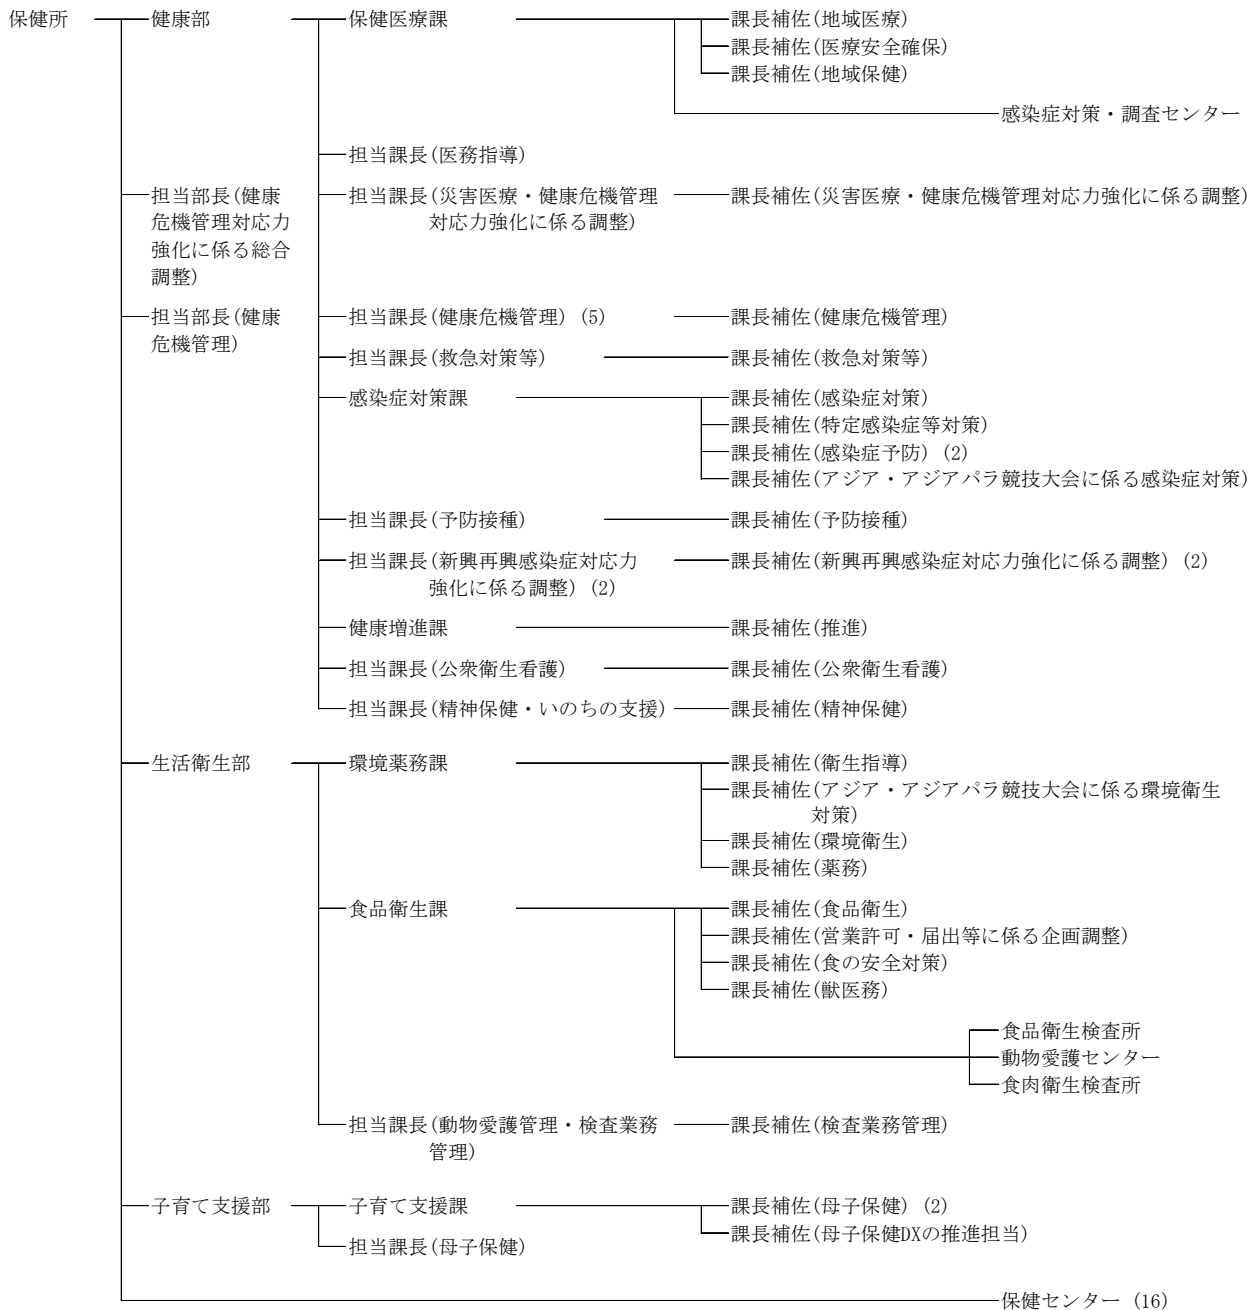 保健所 健康部 保健医療課 課長補佐(地域医療)
課長補佐(医療安全確保)
課長補佐(地域保健)
感染症対策・調査センター
担当課長(医務指導)
担当部長(健康 担当課長(災害医療・健康危機管理 課長補佐(災害医療・健康危機管理対応力強化に係る調整)
危機管理対応力 対応力強化に係る調整)
強化に係る総合
調整)
担当部長(健康 担当課長(健康危機管理) (5) 課長補佐(健康危機管理)
危機管理)
担当課長(救急対策等) 課長補佐(救急対策等)
感染症対策課 課長補佐(感染症対策)
課長補佐(特定感染症等対策)
課長補佐(感染症予防) (2)
課長補佐(アジア・アジアパラ競技大会に係る感染症対策)
担当課長(予防接種) 課長補佐(予防接種)
担当課長(新興再興感染症対応力 課長補佐(新興再興感染症対応力強化に係る調整) (2)
強化に係る調整) (2)
健康増進課 課長補佐(推進)
担当課長(公衆衛生看護) 課長補佐(公衆衛生看護)
担当課長(精神保健・いのちの支援) 課長補佐(精神保健)
生活衛生部 環境薬務課 課長補佐(衛生指導)
課長補佐(アジア・アジアパラ競技大会に係る環境衛生
対策)
課長補佐(環境衛生)
課長補佐(薬務)
食品衛生課 課長補佐(食品衛生)
課長補佐(営業許可・届出等に係る企画調整)
課長補佐(食の安全対策)
課長補佐(獣医務)
食品衛生検査所
動物愛護センター
食肉衛生検査所
担当課長(動物愛護管理・検査業務 課長補佐(検査業務管理)
管理)
子育て支援部 子育て支援課 課長補佐(母子保健) (2)
課長補佐(母子保健DXの推進担当)
担当課長(母子保健)
保健センター (16)